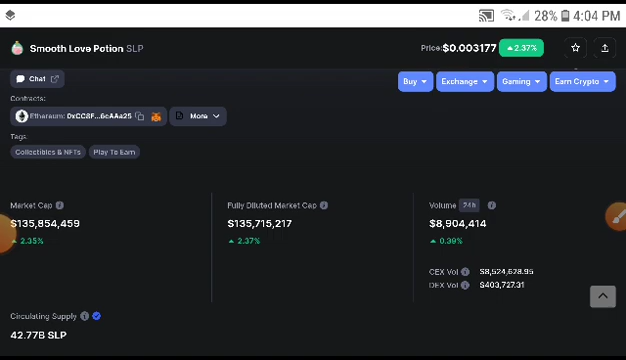 28% 4:04 PM
Smooth Love Potion SLP Price:$0.003177 ▲ 2.37%
Chat Buy Exchange Gaming Earn Crypto
Contracts:
Ethereum: 0xCC8F...6cAAa25 More
Tags:
Collectibles & NFTs Play To Earn
Market Cap Fully Diluted Market Cap Volume 24h
$135,854,459 $135,715,217 $8,904,414
▲ 2.35% ▲ 2.37% ▲ 0.39%
CEX Vol $8,524,628.95
DEX Vol $403,727.31
Circulating Supply
42.77B SLP